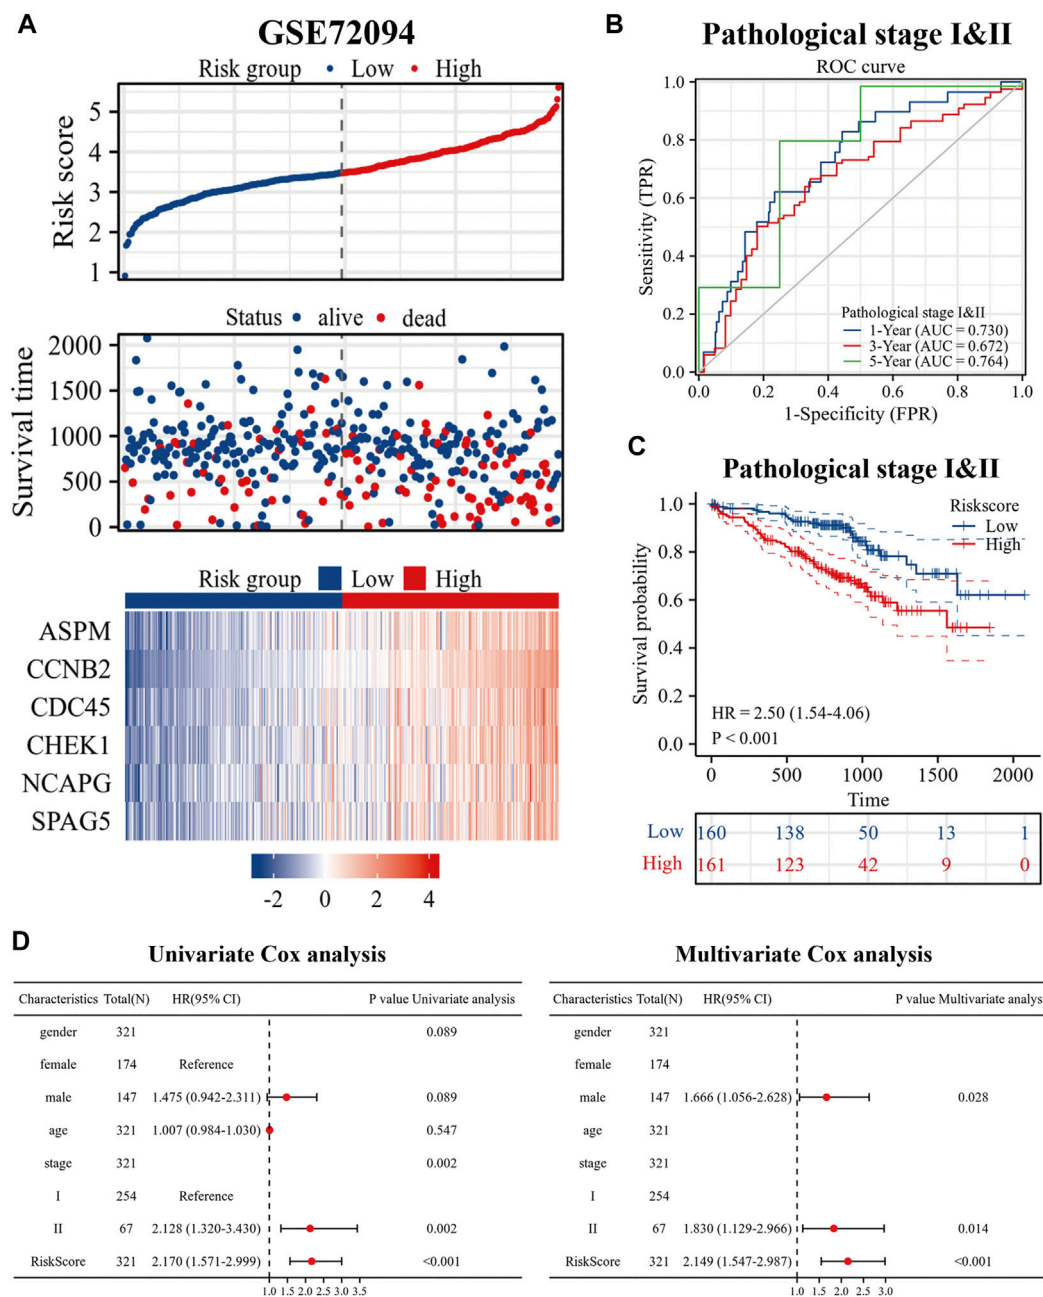 A
GSE72094
Risk group Low High
Risk score
5
4
3
2
1
Status alive dead
Survival time
2000
1500
1000
500
0
Risk group Low High
ASPM
CCNB2
CDC45
CHEK1
NCAPG
SPAG5
-2 0 2 4
B
Pathological stage I&II
ROC curve
Sensitivity (TPR)
1.0
0.8
0.6
0.4
0.2
0.0
Pathological stage I&II
1-Year (AUC = 0.730)
3-Year (AUC = 0.672)
5-Year (AUC = 0.764)
0.0 0.2 0.4 0.6 0.8 1.0
1-Specificity (FPR)
C
Pathological stage I&II
Survival probability
1.0
0.8
0.6
0.4
0.2
0.0
Riskscore
Low
High
HR = 2.50 (1.54-4.06)
P < 0.001
0 500 1000 1500 2000
Time
Low 160 138 50 13 1
High 161 123 42 9 0
D
Univariate Cox analysis
Characteristics Total(N) HR(95% CI) P value Univariate analysis
gender 321 0.089
female 174 Reference
male 147 1.475 (0.942-2.311) 0.089
age 321 1.007 (0.984-1.030) 0.547
stage 321 0.002
I 254 Reference
II 67 2.128 (1.320-3.430) 0.002
RiskScore 321 2.170 (1.571-2.999) <0.001
1.0 1.5 2.0 2.5 3.0 3.5
Multivariate Cox analysis
Characteristics Total(N) HR(95% CI) P value Multivariate analysis
gender 321
female 174
male 147 1.666 (1.056-2.628) 0.028
age 321
stage 321
I 254
II 67 1.830 (1.129-2.966) 0.014
RiskScore 321 2.149 (1.547-2.987) <0.001
1.0 1.5 2.0 2.5 3.0